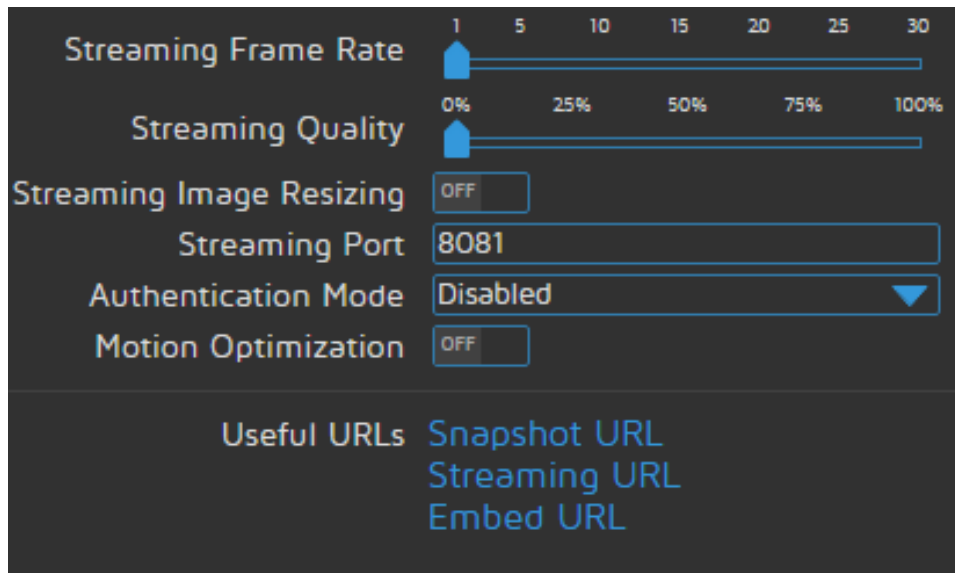 1 5 10 15 20 25 30
Streaming Frame Rate
0% 25% 50% 75% 100%
Streaming Quality
Streaming Image Resizing OFF
Streaming Port 8081
Authentication Mode Disabled
Motion Optimization OFF
Useful URLs Snapshot URL
Streaming URL
Embed URL